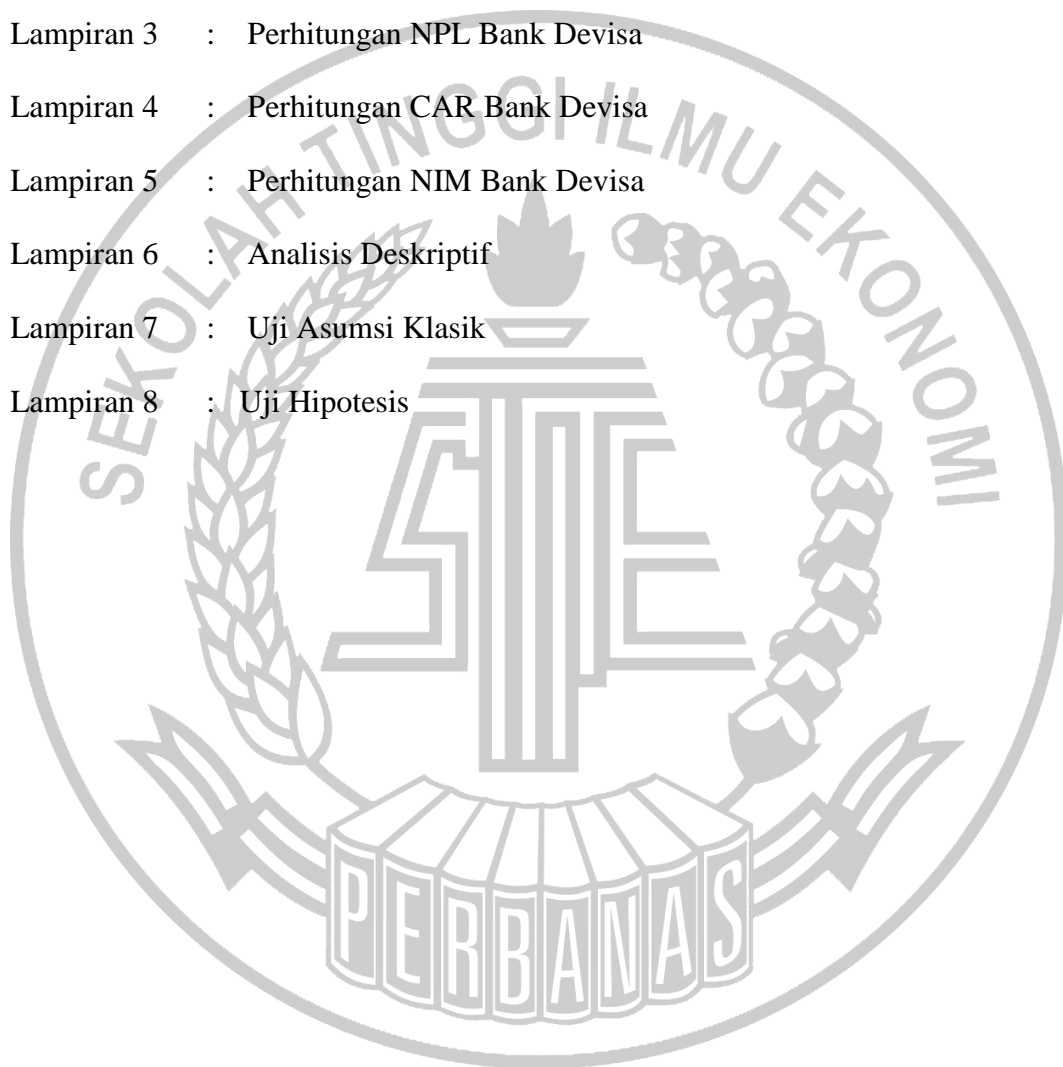 Lampiran 3 : Perhitungan NPL Bank Devisa
Lampiran 4 : Perhitungan CAR Bank Devisa
Lampiran 5 : Perhitungan NIM Bank Devisa
Lampiran 6 : Analisis Deskriptif
Lampiran 7 : Uji Asumsi Klasik
Lampiran 8 : Uji Hipotesis
SEKOLAH TINGGI ILMU EKONOMI
STIE
PERBANAS